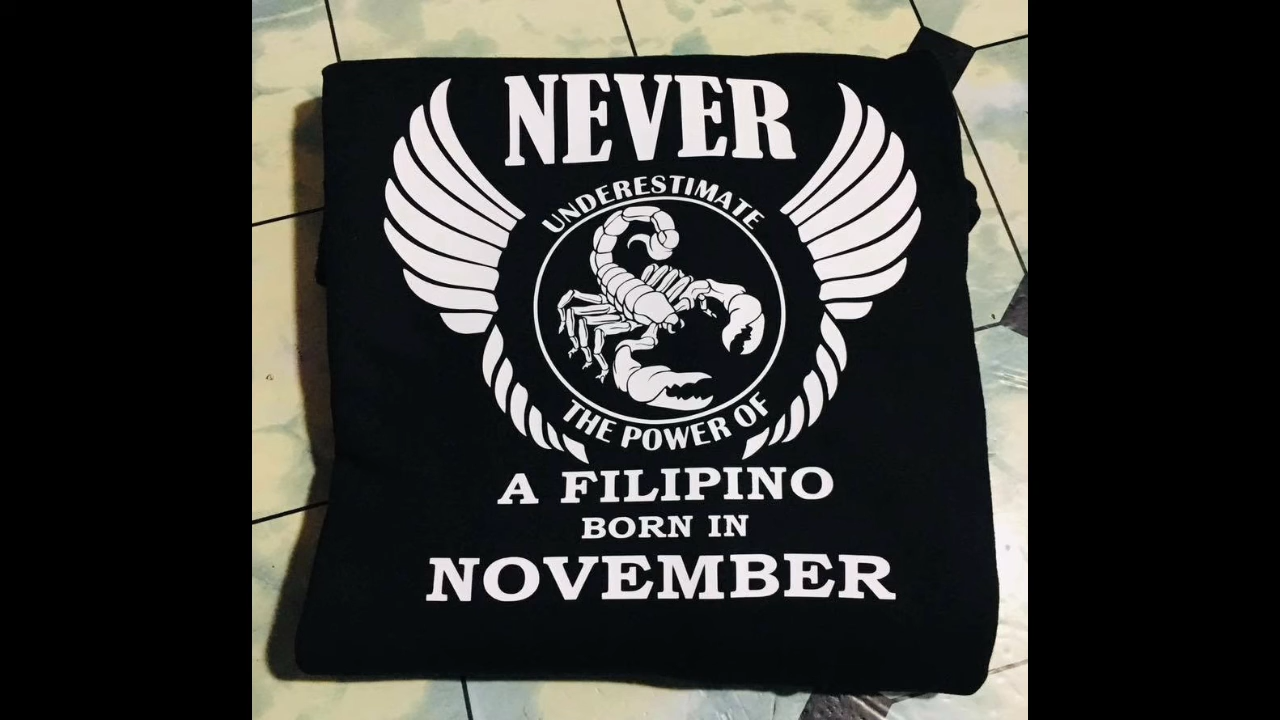 NEVER
UNDERESTIMATE
THE POWER OF
A FILIPINO
BORN IN
NOVEMBER